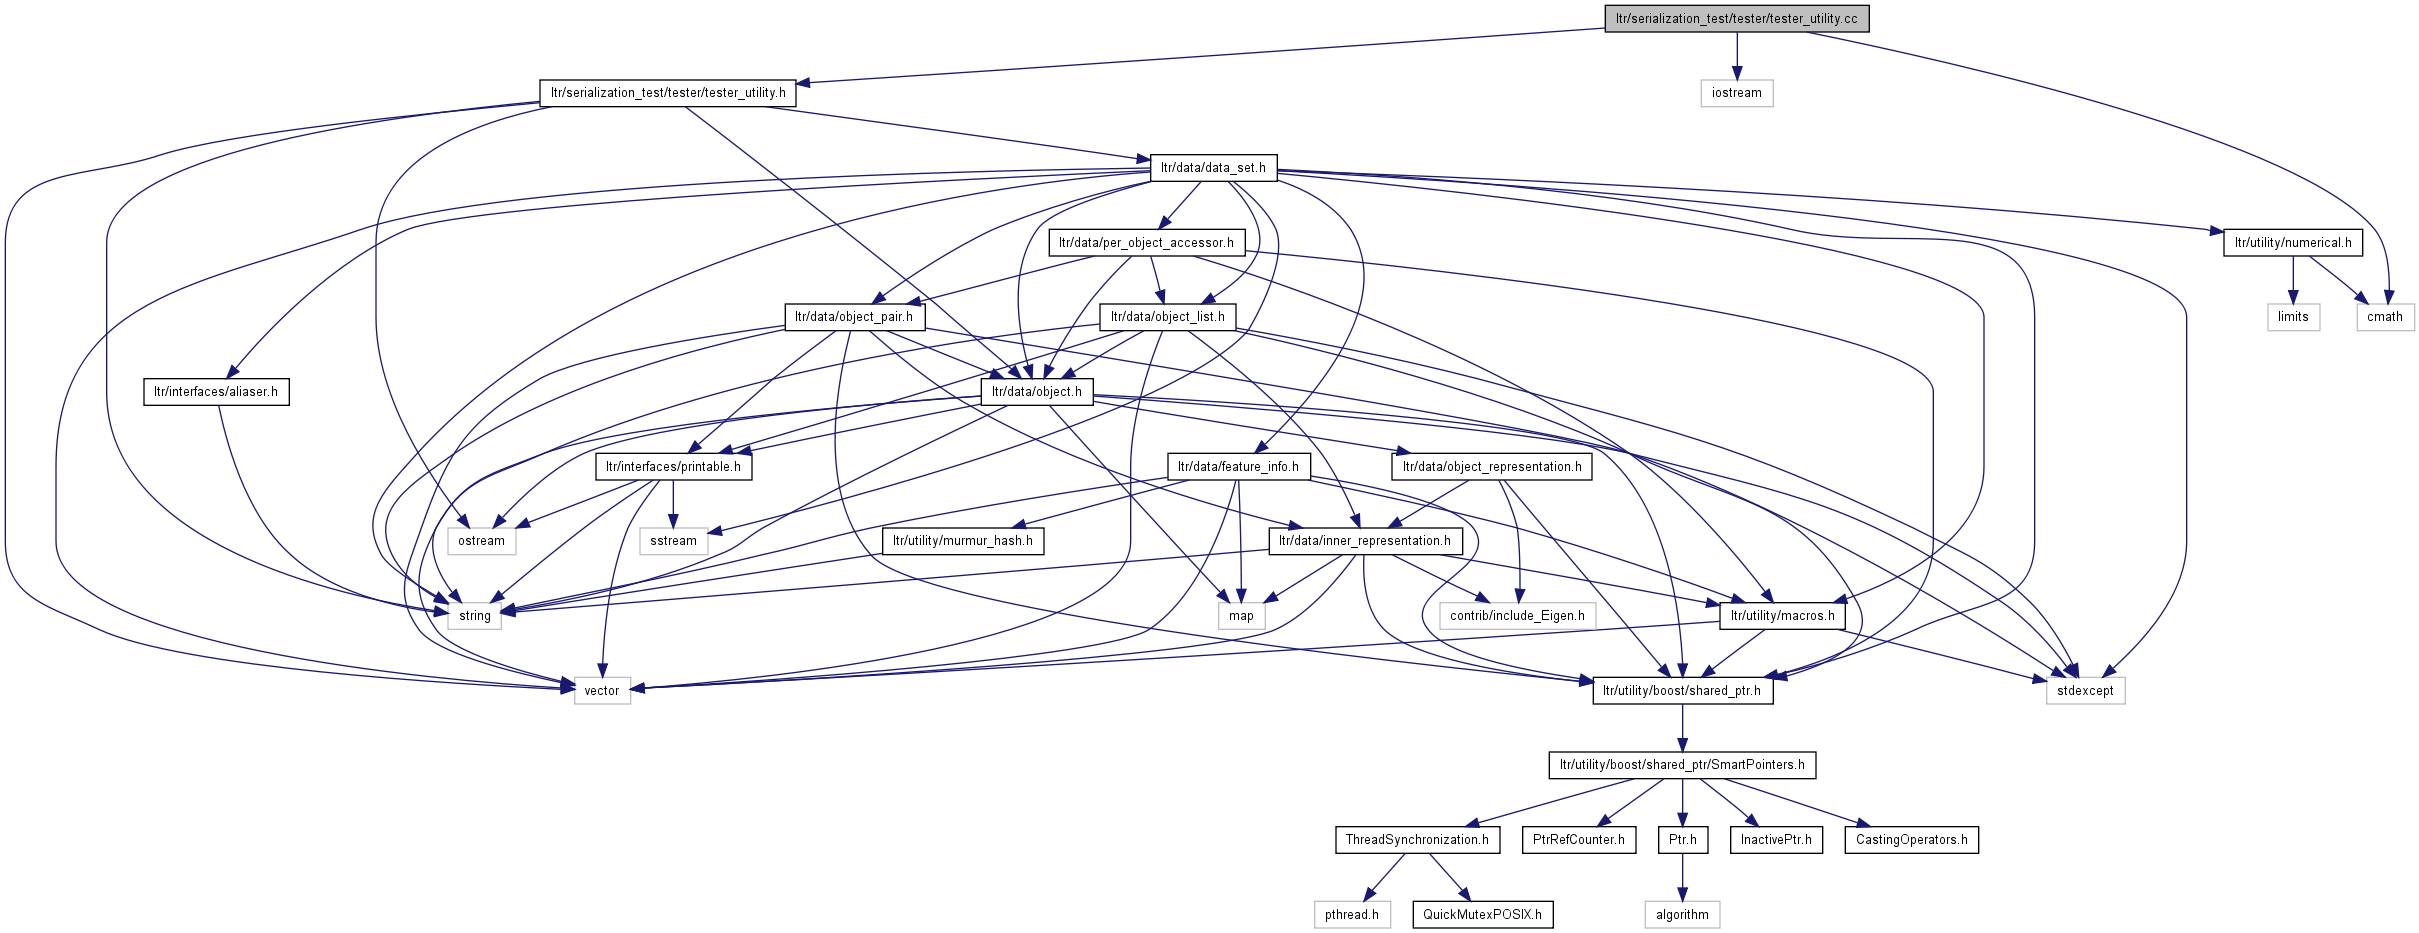 ltr/serialization_test/tester/tester_utility.cc
ltr/serialization_test/tester/tester_utility.h
iostream
ltr/data/data_set.h
ltr/data/per_object_accessor.h
ltr/utility/numerical.h
ltr/data/object_pair.h
ltr/data/object_list.h
limits
cmath
ltr/interfaces/aliaser.h
ltr/data/object.h
ltr/interfaces/printable.h
ltr/data/feature_info.h
ltr/data/object_representation.h
ostream
sstream
ltr/utility/murmur_hash.h
ltr/data/inner_representation.h
string
map
contrib/include_Eigen.h
ltr/utility/macros.h
vector
ltr/utility/boost/shared_ptr.h
stdexcept
ltr/utility/boost/shared_ptr/SmartPointers.h
ThreadSynchronization.h
PtrRefCounter.h
Ptr.h
InactivePtr.h
CastingOperators.h
pthread.h
QuickMutexPOSIX.h
algorithm